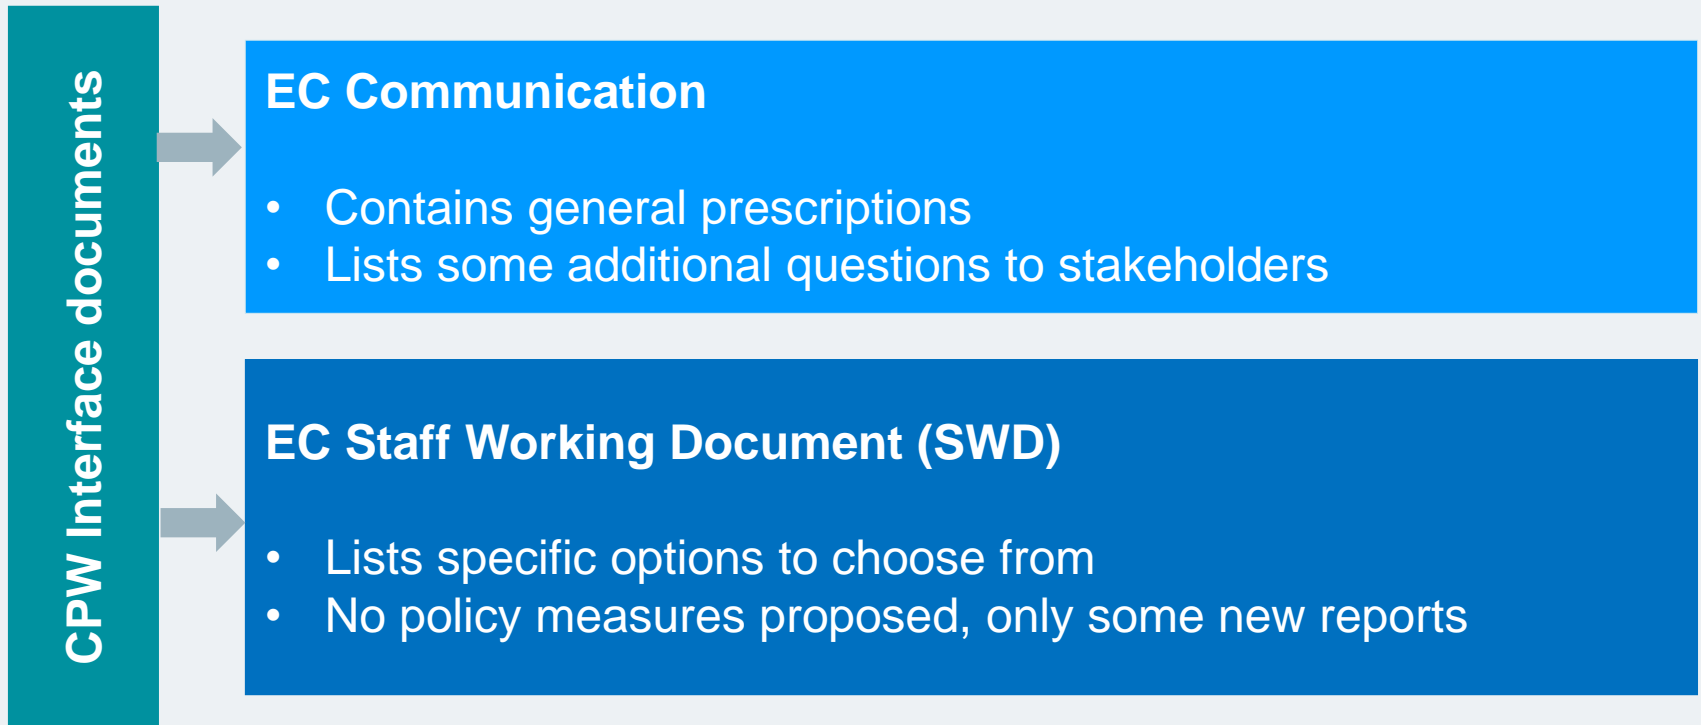 CPW Interface documents
EC Communication
• Contains general prescriptions
• Lists some additional questions to stakeholders
EC Staff Working Document (SWD)
• Lists specific options to choose from
• No policy measures proposed, only some new reports